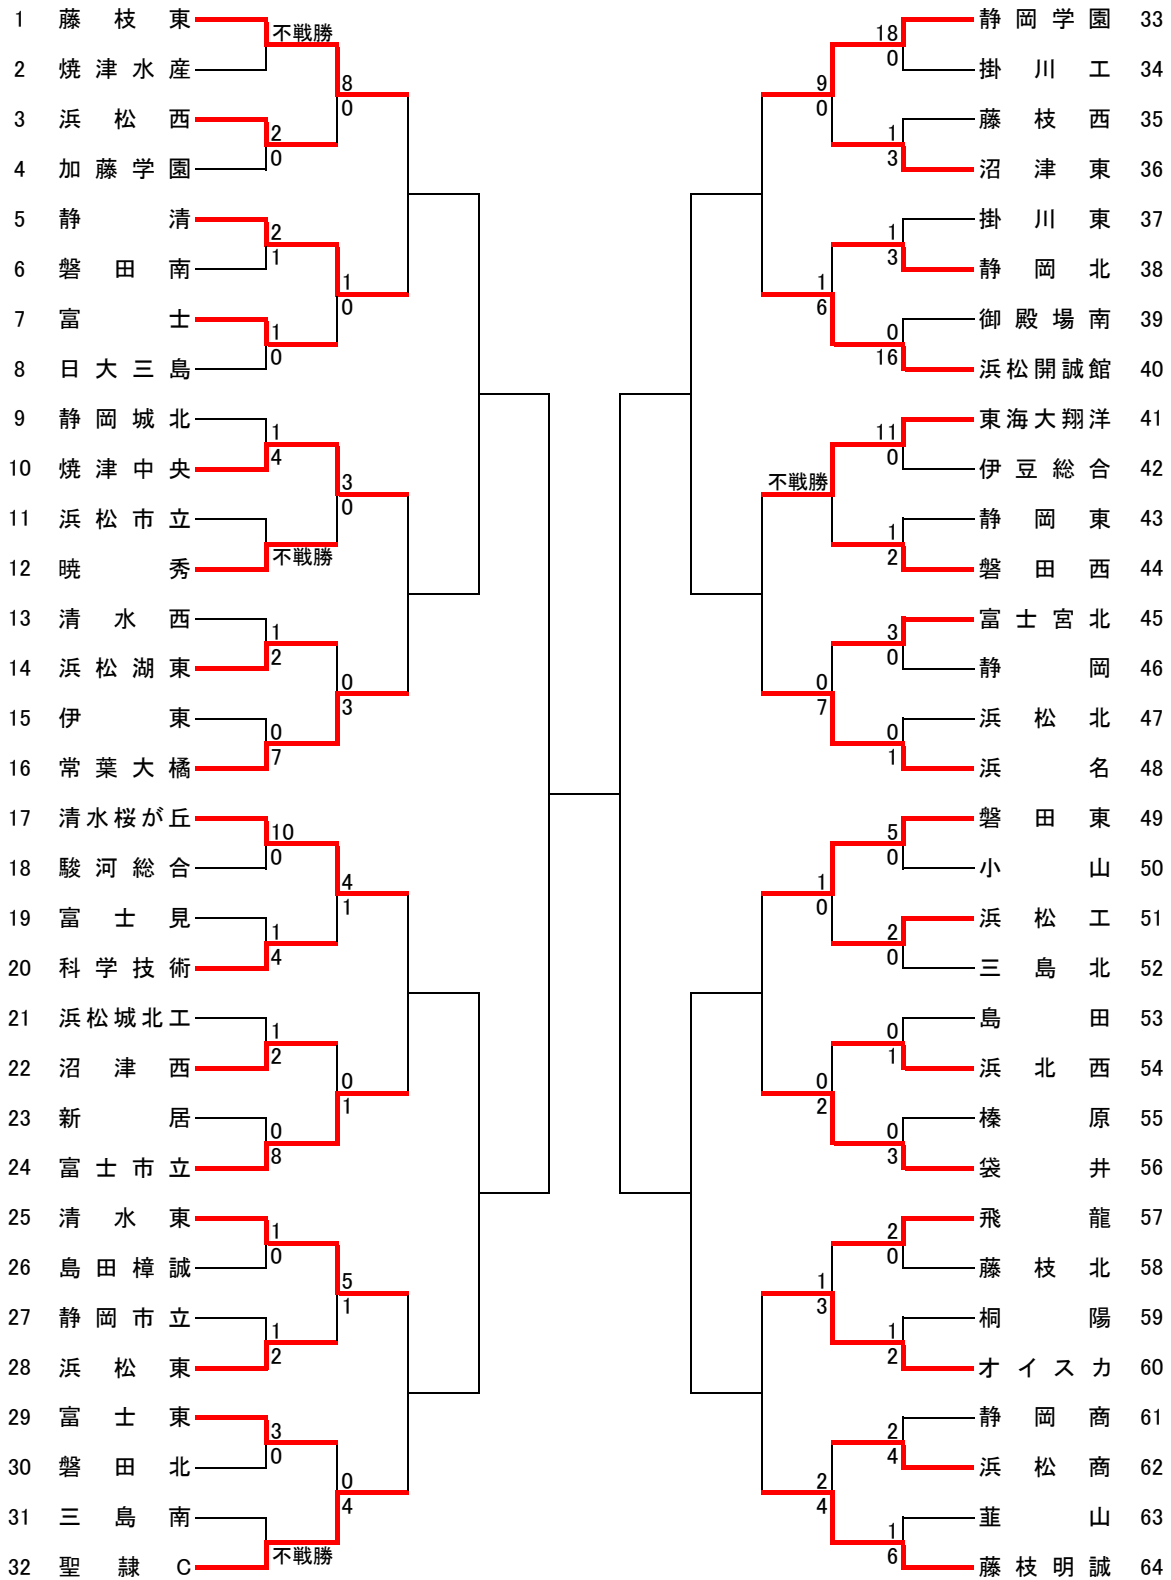 1 藤枝東
不戦勝
2 焼津水産
8
0
3 浜松西
2
0
4 加藤学園
5 静清
2
1
6 磐田南
1
0
7 富士
1
0
8 日大三島
9 静岡城北
1
4
10 焼津中央
3
0
11 浜松市立
不戦勝
12 暁秀
13 清水西
1
2
14 浜松湖東
0
3
15 伊東
0
7
16 常葉大橘
17 清水桜が丘
10
0
18 駿河総合
4
1
19 富士見
1
4
20 科学技術
21 浜松城北工
1
2
22 沼津西
0
1
23 新居
0
8
24 富士市立
25 清水東
1
0
26 島田樟誠
5
1
27 静岡市立
1
2
28 浜松東
29 富士東
3
0
30 磐田北
0
4
31 三島南
不戦勝
32 聖隷C
静岡学園 33
18
0
掛川工 34
9
0
藤枝西 35
1
3
沼津東 36
掛川東 37
1
3
静岡北 38
1
6
御殿場南 39
0
16
浜松開誠館 40
東海大翔洋 41
11
0
伊豆総合 42
不戦勝
静岡東 43
1
2
磐田西 44
富士宮北 45
3
0
静岡 46
0
7
浜松北 47
0
1
浜名 48
磐田東 49
5
0
小山 50
1
0
浜松工 51
2
0
三島北 52
島田 53
0
1
浜北西 54
0
2
榛原 55
0
3
袋井 56
飛龍 57
2
0
藤枝北 58
1
3
桐陽 59
1
2
オイスカ 60
静岡商 61
2
4
浜松商 62
2
4
韮山 63
1
6
藤枝明誠 64